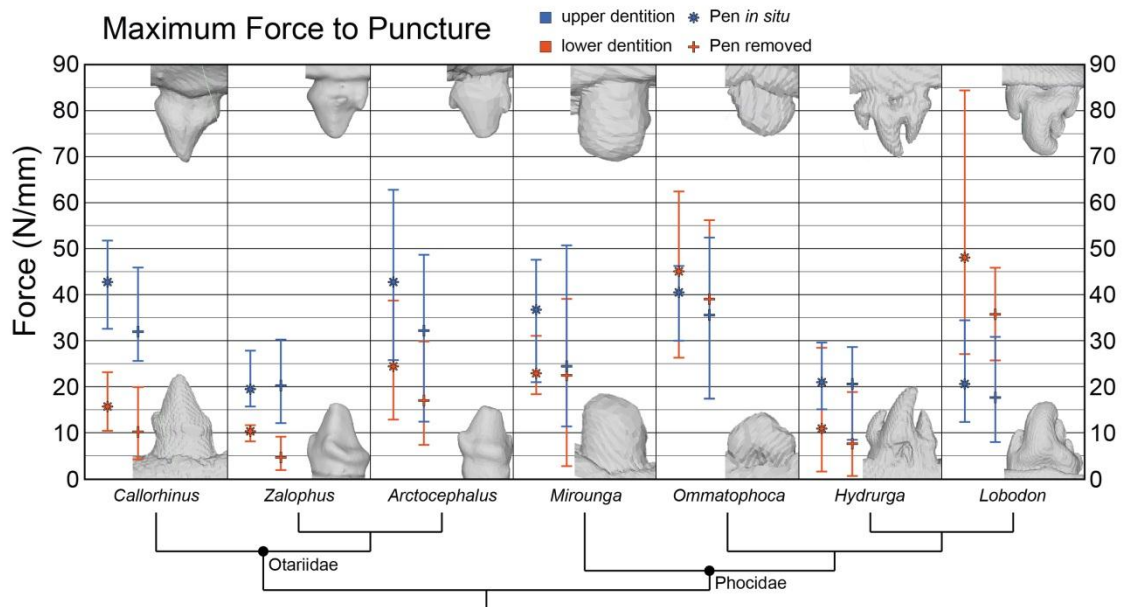 Maximum Force to Puncture
upper dentition
Pen in situ
lower dentition
Pen removed
Force (N/mm)
90
80
70
60
50
40
30
20
10
0
90
80
70
60
50
40
30
20
10
0
Callorhinus
Zalophus
Arctocephalus
Mirounga
Ommatophoca
Hydrurga
Lobodon
Otariidae
Phocidae